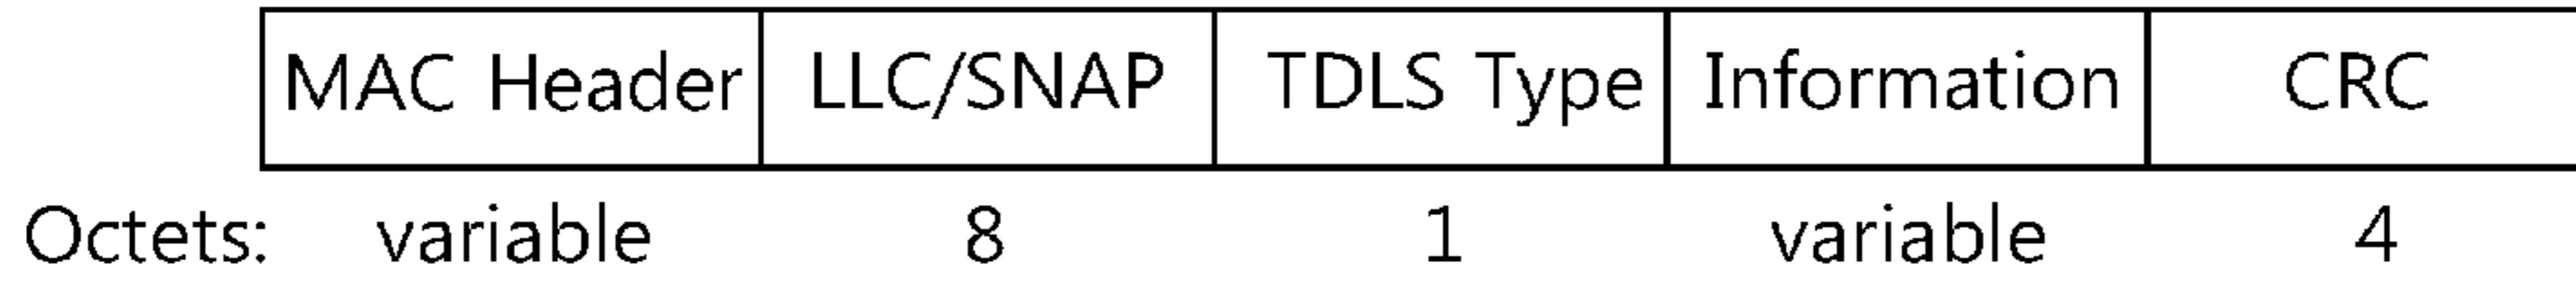 MAC Header LLC/SNAP TDLS Type Information CRC
Octets: variable 8 1 variable 4